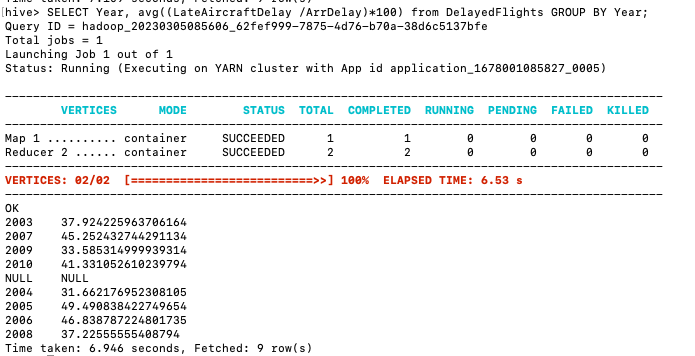 hive> SELECT Year, avg((LateAircraftDelay /ArrDelay)*100) from DelayedFlights GROUP BY Year;
Query ID = hadoop_20230305085606_62fef999-7875-4d76-b70a-38d6c5137bfe
Total jobs = 1
Launching Job 1 out of 1
Status: Running (Executing on YARN cluster with App id application_1678001085827_0005)
VERTICES MODE STATUS TOTAL COMPLETED RUNNING PENDING FAILED KILLED
Map 1 .......... container SUCCEEDED 1 1 0 0 0 0
Reducer 2 ...... container SUCCEEDED 2 2 0 0 0 0
VERTICES: 02/02 [==========================>>] 100% ELAPSED TIME: 6.53 s
OK
2003 37.924225963706164
2007 45.252432744291134
2009 33.585314999939314
2010 41.331052610239794
NULL NULL
2004 31.662176952308105
2005 49.490838422749654
2006 46.838787224801735
2008 37.22555555408794
Time taken: 6.946 seconds, Fetched: 9 row(s)